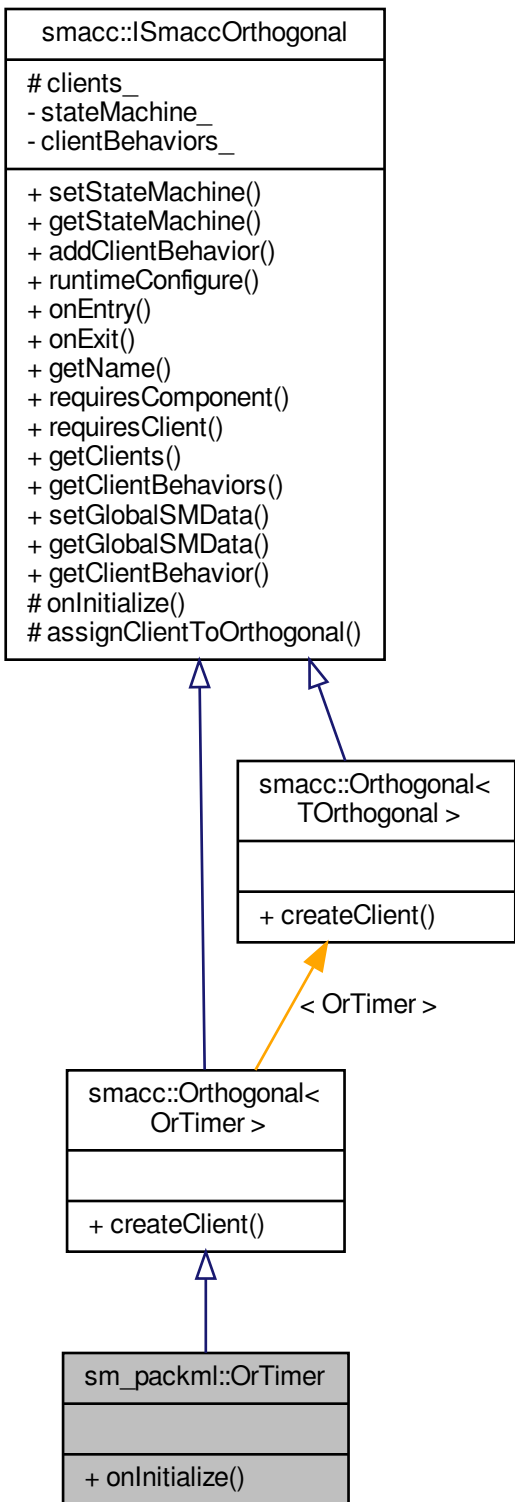 smacc::ISmaccOrthogonal
# clients_
- stateMachine_
- clientBehaviors_
+ setStateMachine()
+ getStateMachine()
+ addClientBehavior()
+ runtimeConfigure()
+ onEntry()
+ onExit()
+ getName()
+ requiresComponent()
+ requiresClient()
+ getClients()
+ getClientBehaviors()
+ setGlobalSMData()
+ getGlobalSMData()
+ getClientBehavior()
# onInitialize()
# assignClientToOrthogonal()
smacc::Orthogonal<
TOrthogonal >
+ createClient()
< OrTimer >
smacc::Orthogonal<
OrTimer >
+ createClient()
sm_packml::OrTimer
+ onInitialize()